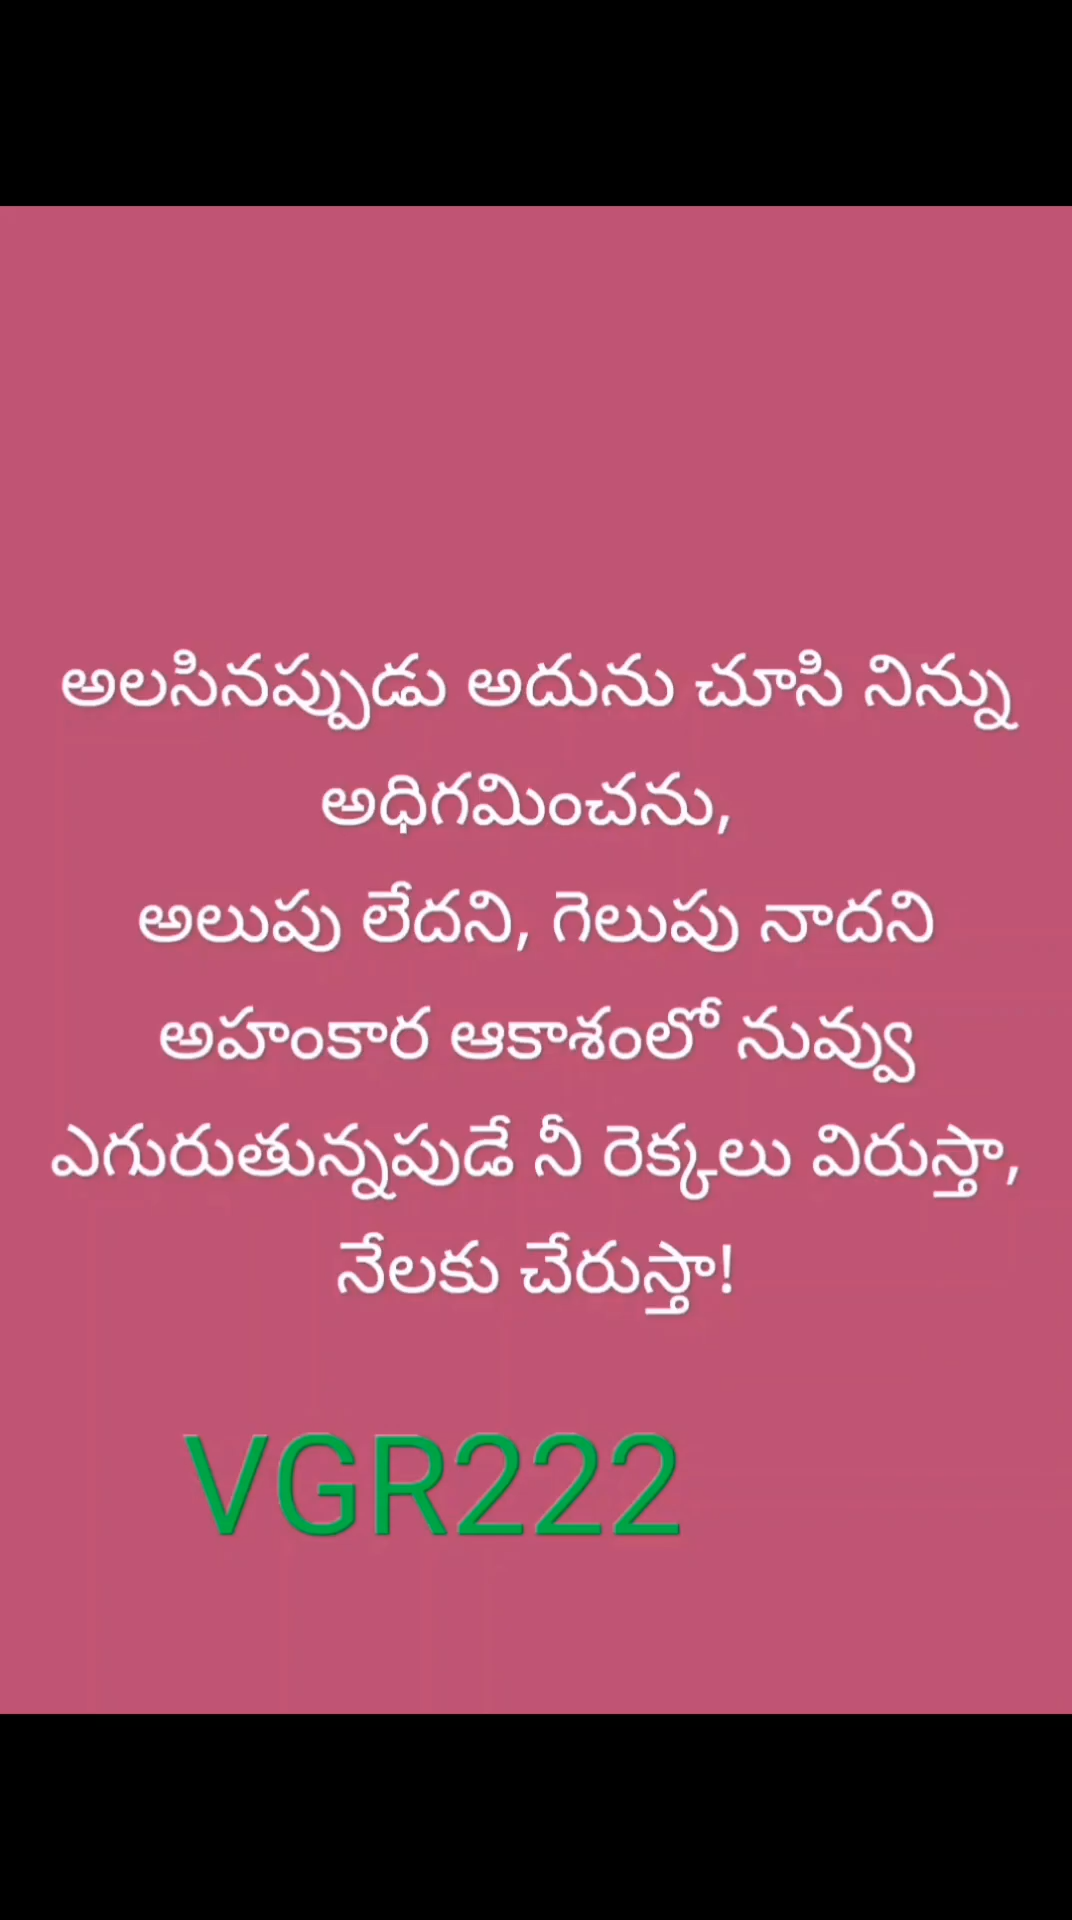 అలసినప్పుడు అదును చూసి నిన్ను
అధిగమించను,
అలుపు లేదని, గెలుపు నాదని
అహంకార ఆకాశంలో నువ్వు
ఎగురుతున్నపుడే నీ రెక్కలు విరుస్తా,
నేలకు చేరుస్తా!
VGR222